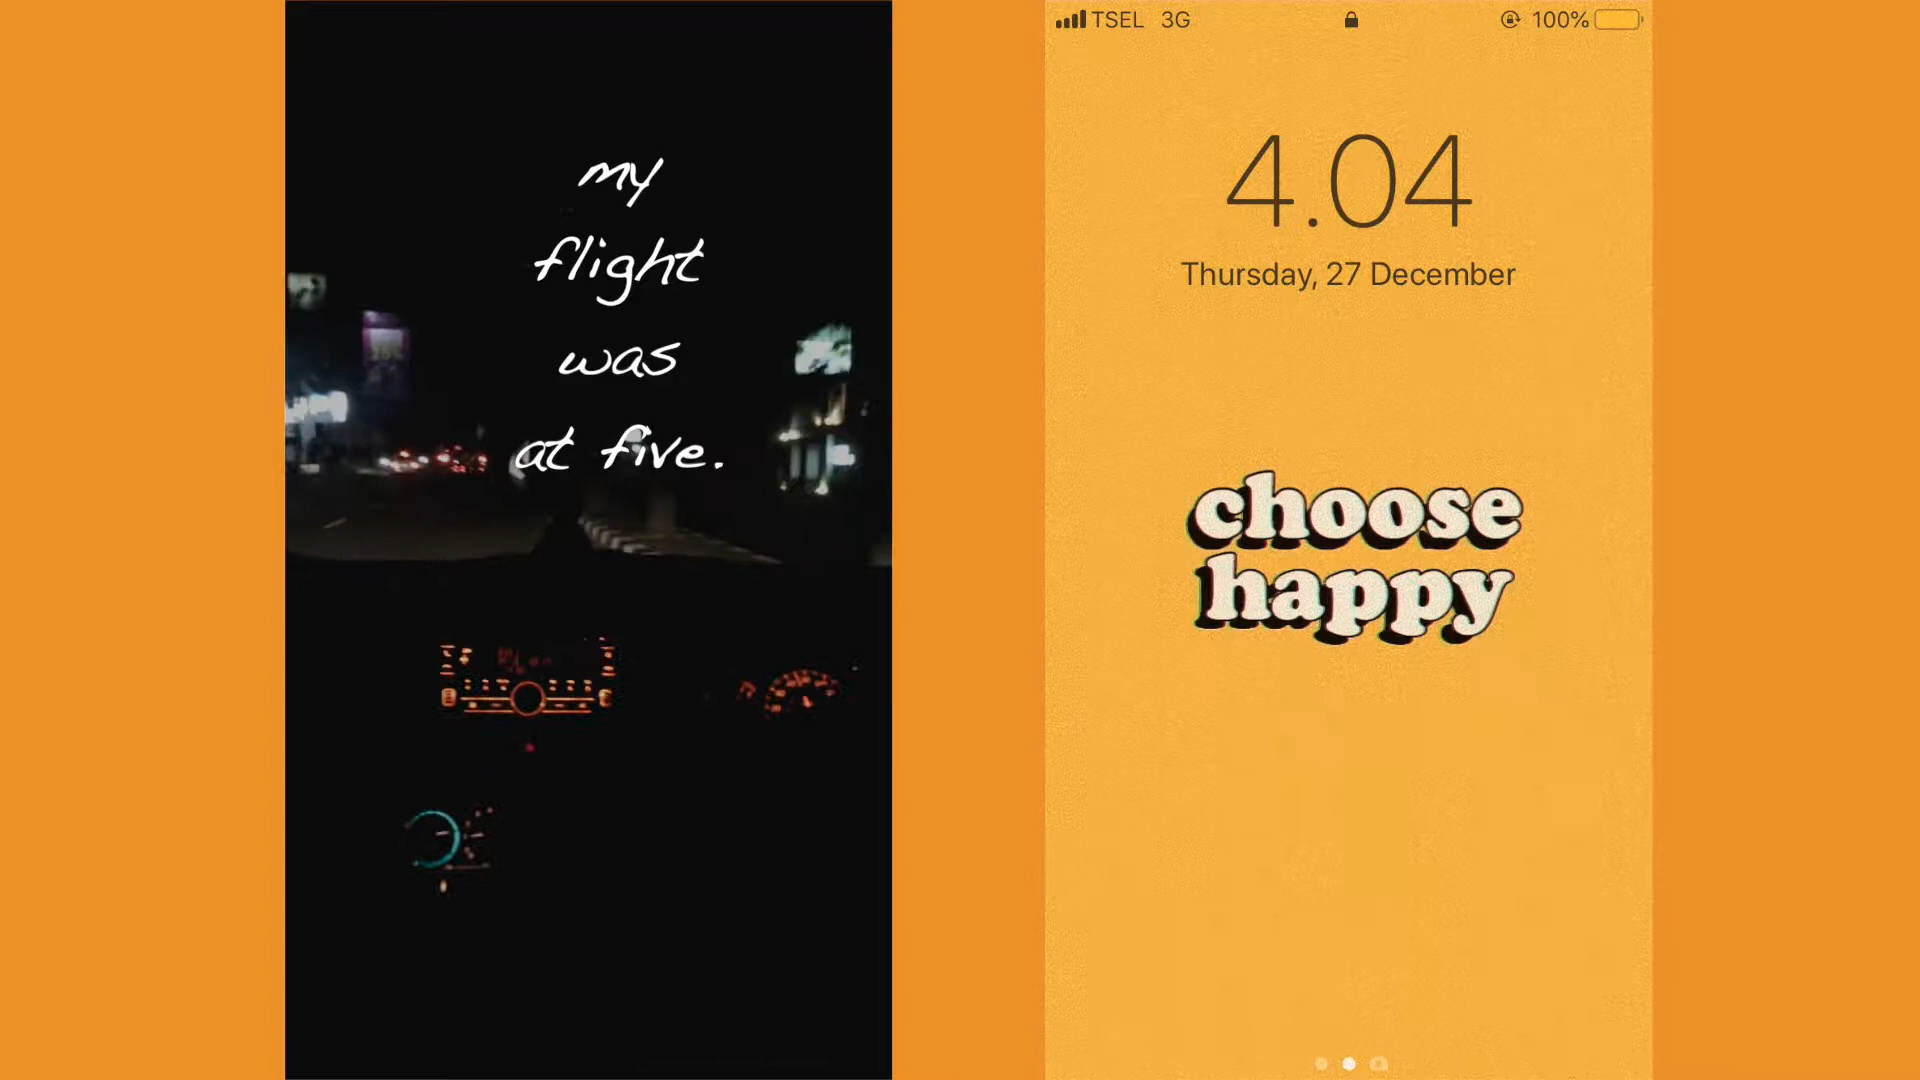 my
flight
was
at five.
TSEL 3G
100%
4.04
Thursday, 27 December
choose
happy